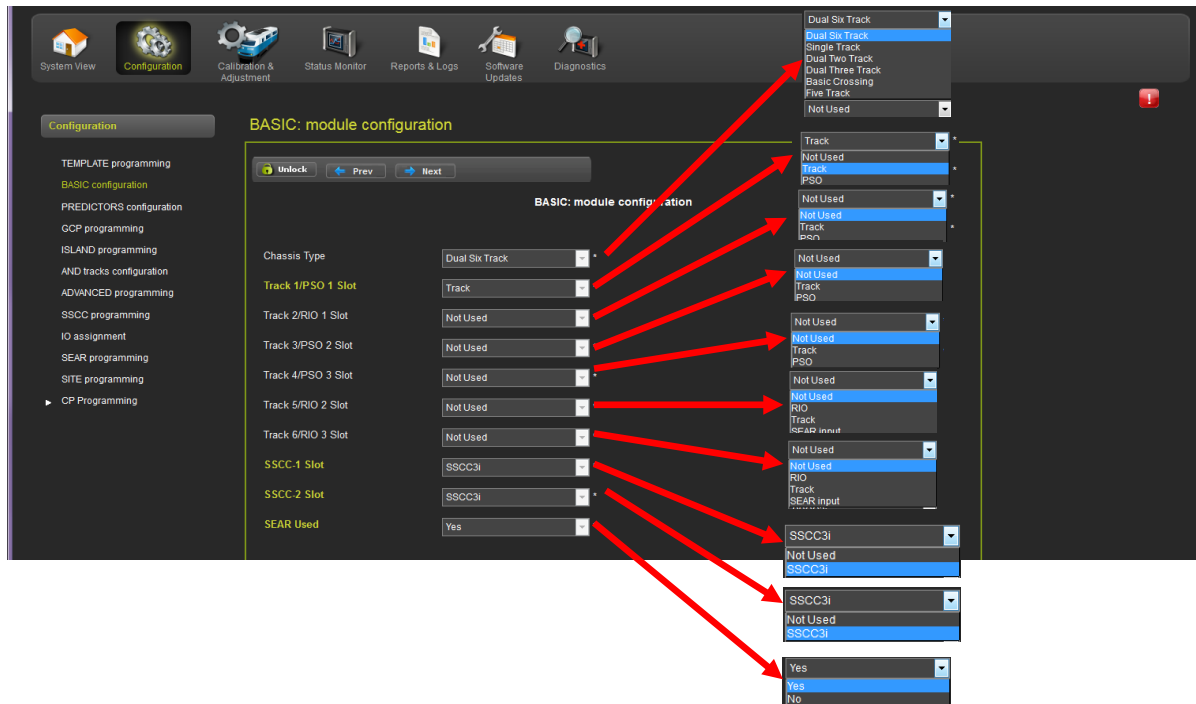 System View
Configuration
Calibration &
Adjustment
Status Monitor
Reports & Logs
Software
Updates
Diagnostics
Configuration
TEMPLATE programming
BASIC configuration
PREDICTORS configuration
GCP programming
ISLAND programming
AND tracks configuration
ADVANCED programming
SSCC programming
IO assignment
SEAR programming
SITE programming
CP Programming
BASIC: module configuration
Unlock
Prev
Next
BASIC: module configuration
Chassis Type
Dual Six Track *
Track 1/PSO 1 Slot
Track
Track 2/RIO 1 Slot
Not Used
Track 3/PSO 2 Slot
Not Used
Track 4/PSO 3 Slot
Not Used *
Track 5/RIO 2 Slot
Not Used
Track 6/RIO 3 Slot
Not Used
SSCC-1 Slot
SSCC3i
SSCC-2 Slot
SSCC3i *
SEAR Used
Yes
Dual Six Track
Dual Six Track
Single Track
Dual Two Track
Dual Three Track
Basic Crossing
Five Track
Not Used
Track *
Not Used
Track *
PSO
Not Used *
Not Used
Track *
PSO
Not Used
Not Used
Track
PSO
Not Used
Not Used
Track
PSO
Not Used
Not Used
RIO
Track
SEAR input
Not Used
Not Used
RIO
Track
SEAR input
SSCC3i
Not Used
SSCC3i
SSCC3i
Not Used
SSCC3i
Yes
Yes
No